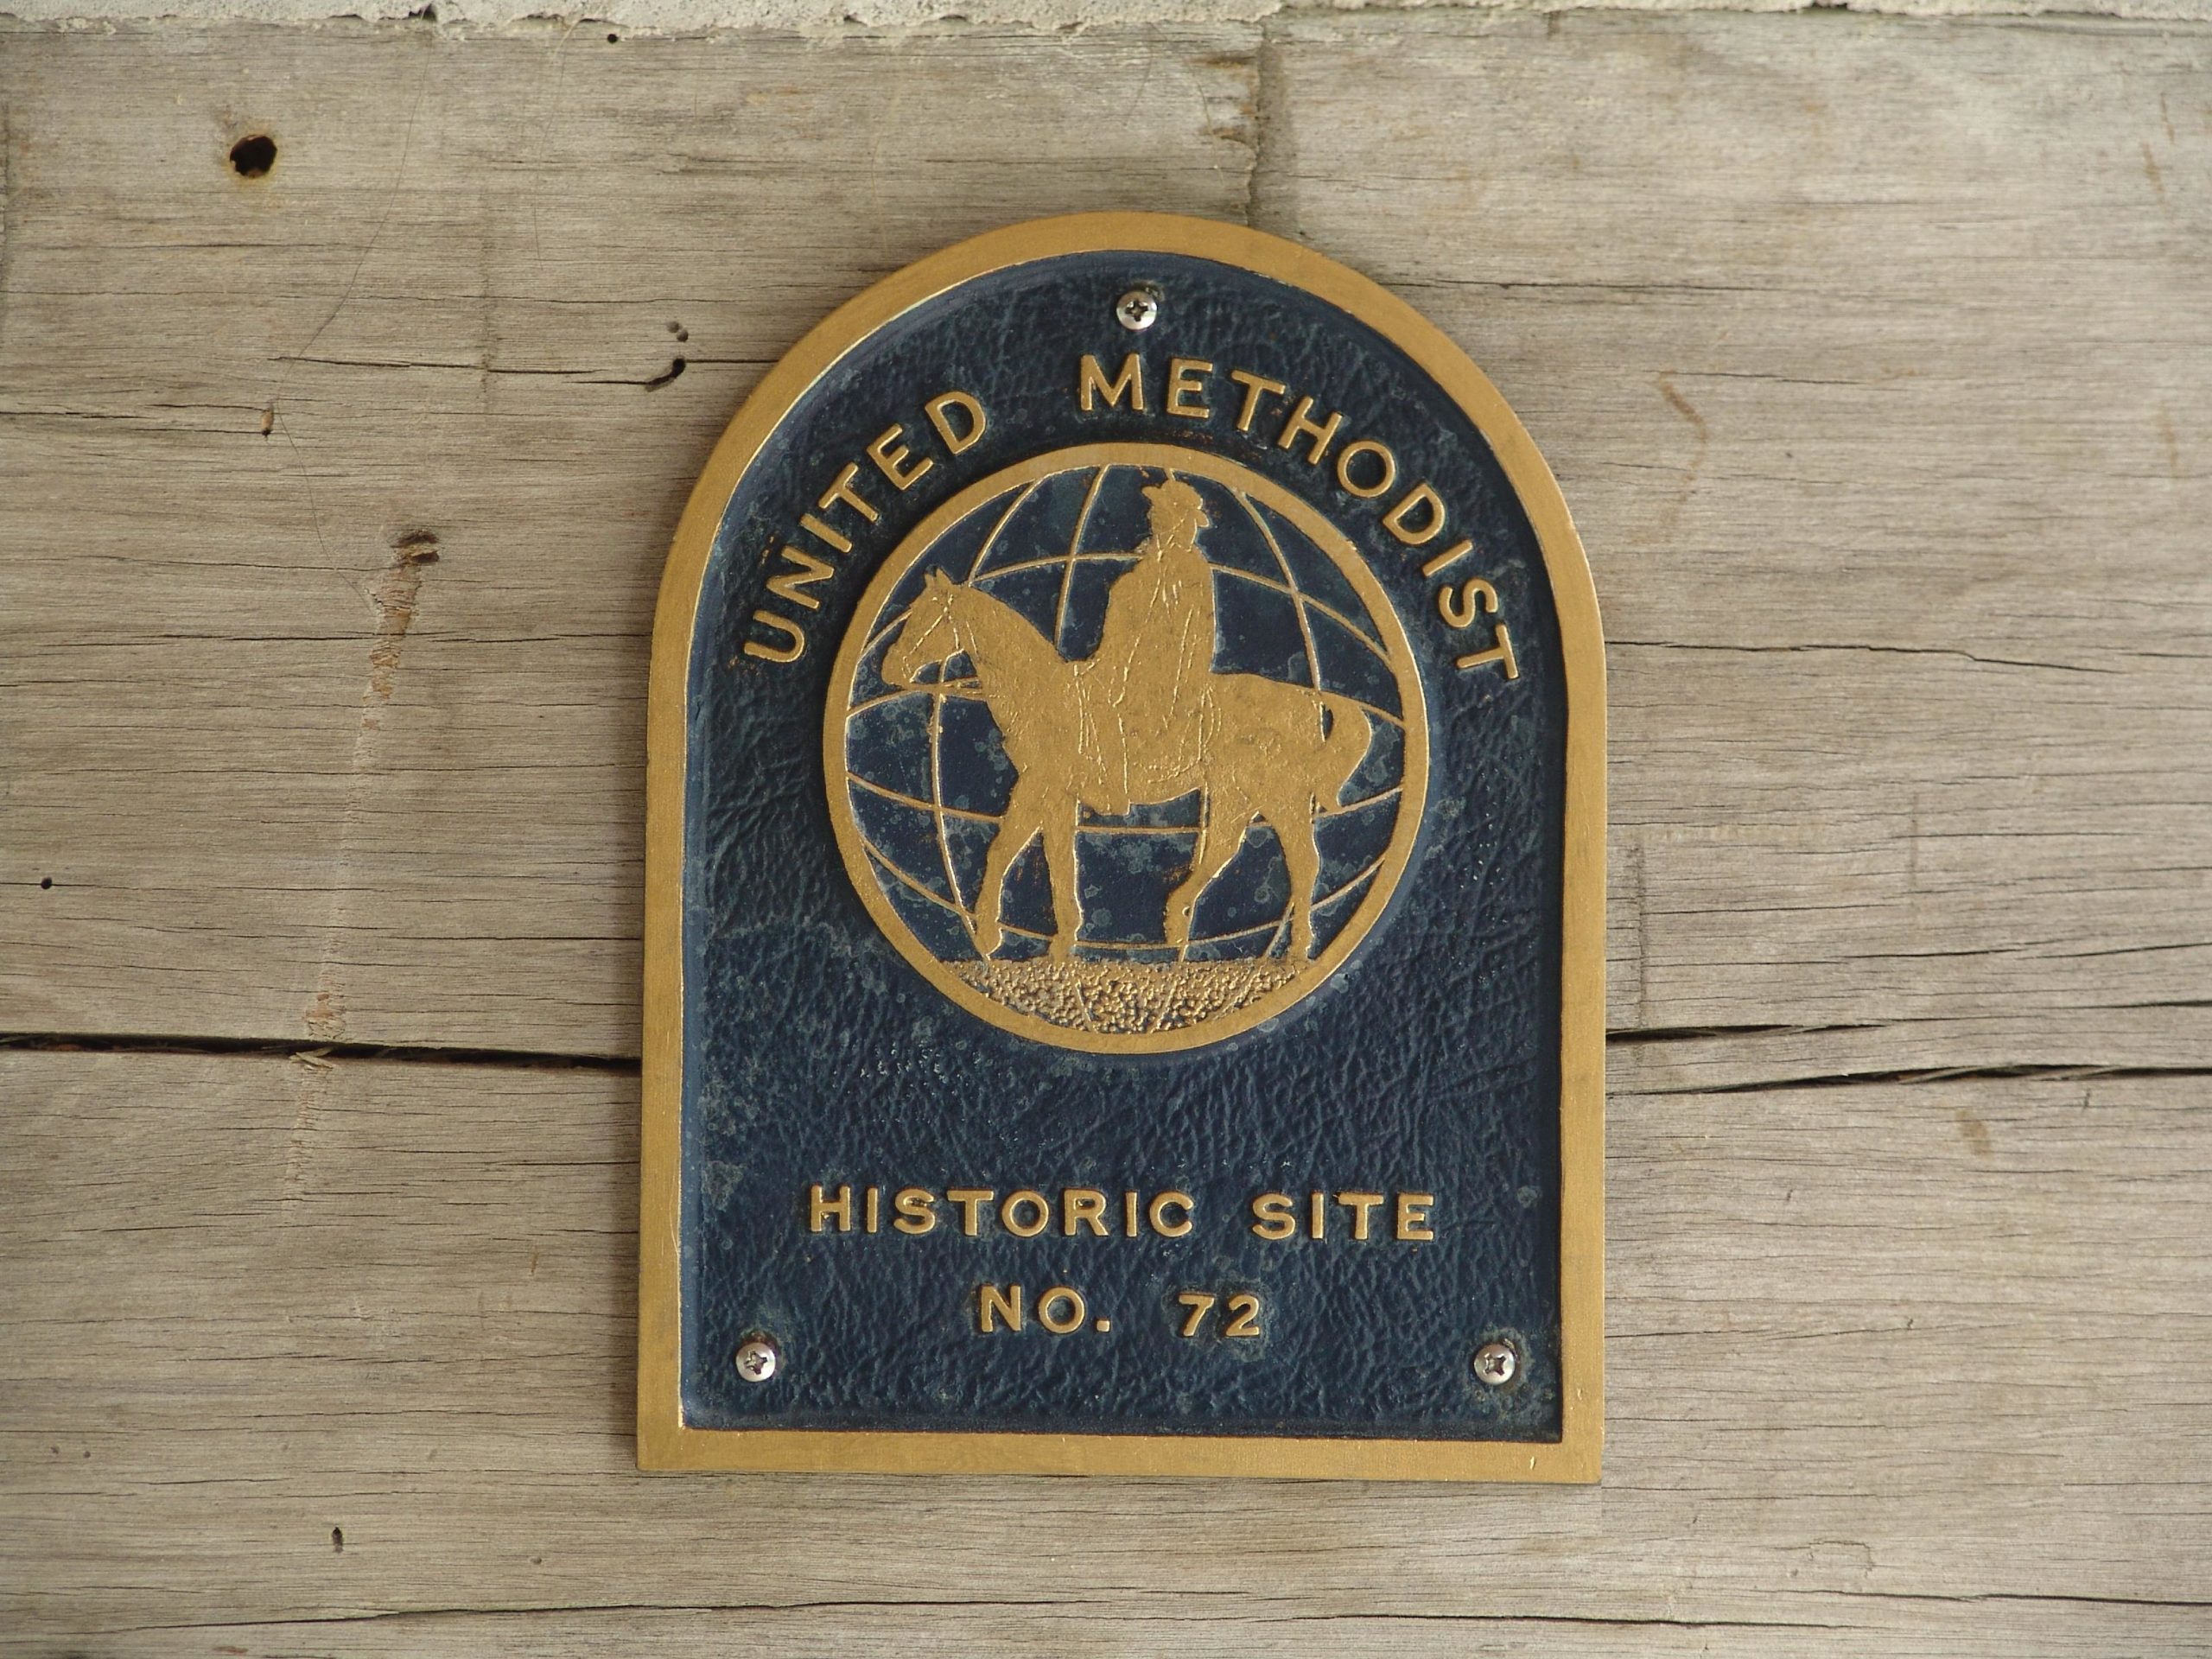 UNITED METHODIST
HISTORIC SITE
NO. 72